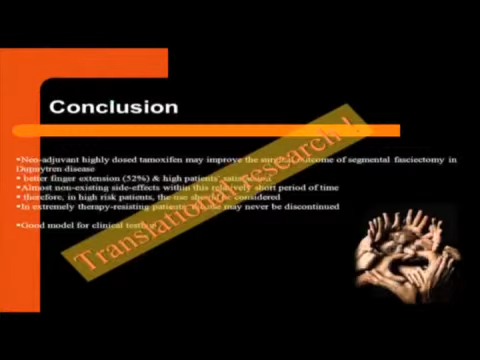 Conclusion
•Neo-adjuvant highly dosed tamoxifen may improve the surgical outcome of segmental fasciectomy in
Dupuytren disease
• better finger extension (52%) & high patients' satisfaction
•Almost non-existing side-effects within this relatively short period of time
• therefore, in high risk patients, the use should be considered
•In extremely therapy-resisting patients, use may never be discontinued
•Good model for clinical testing
Translational research !